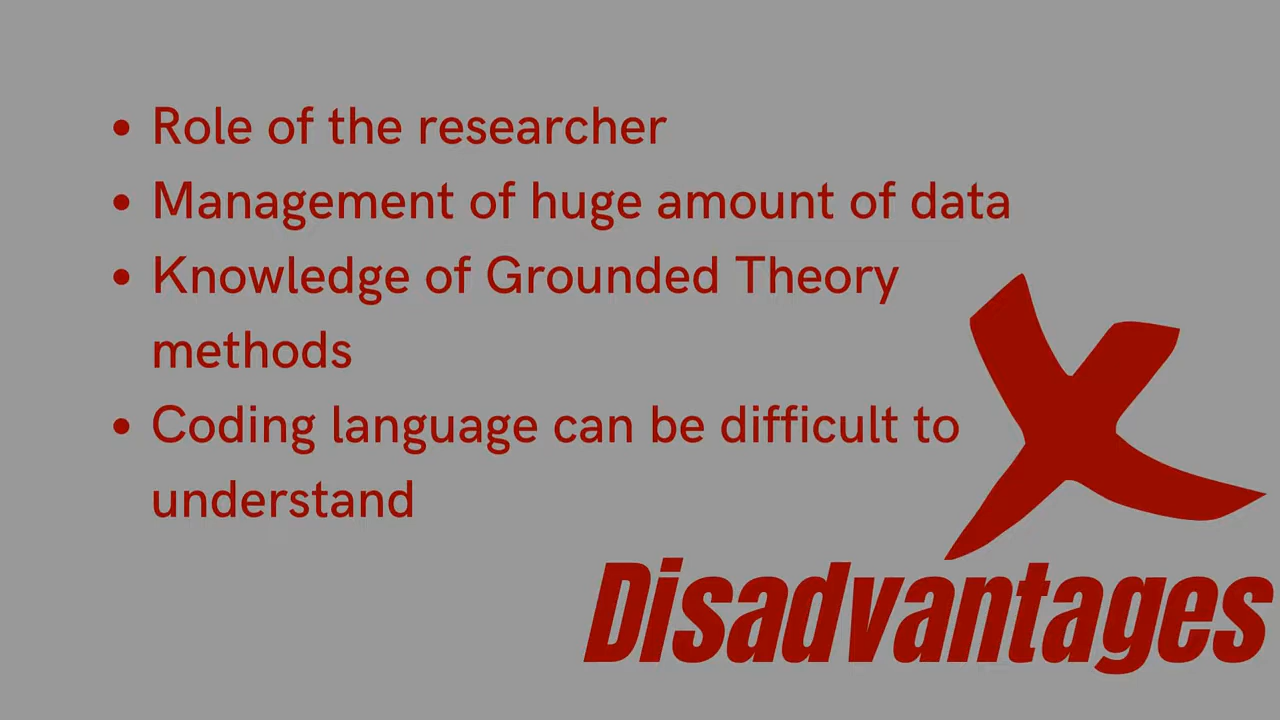 • Role of the researcher
• Management of huge amount of data
• Knowledge of Grounded Theory
methods
• Coding language can be difficult to
understand
Disadvantages